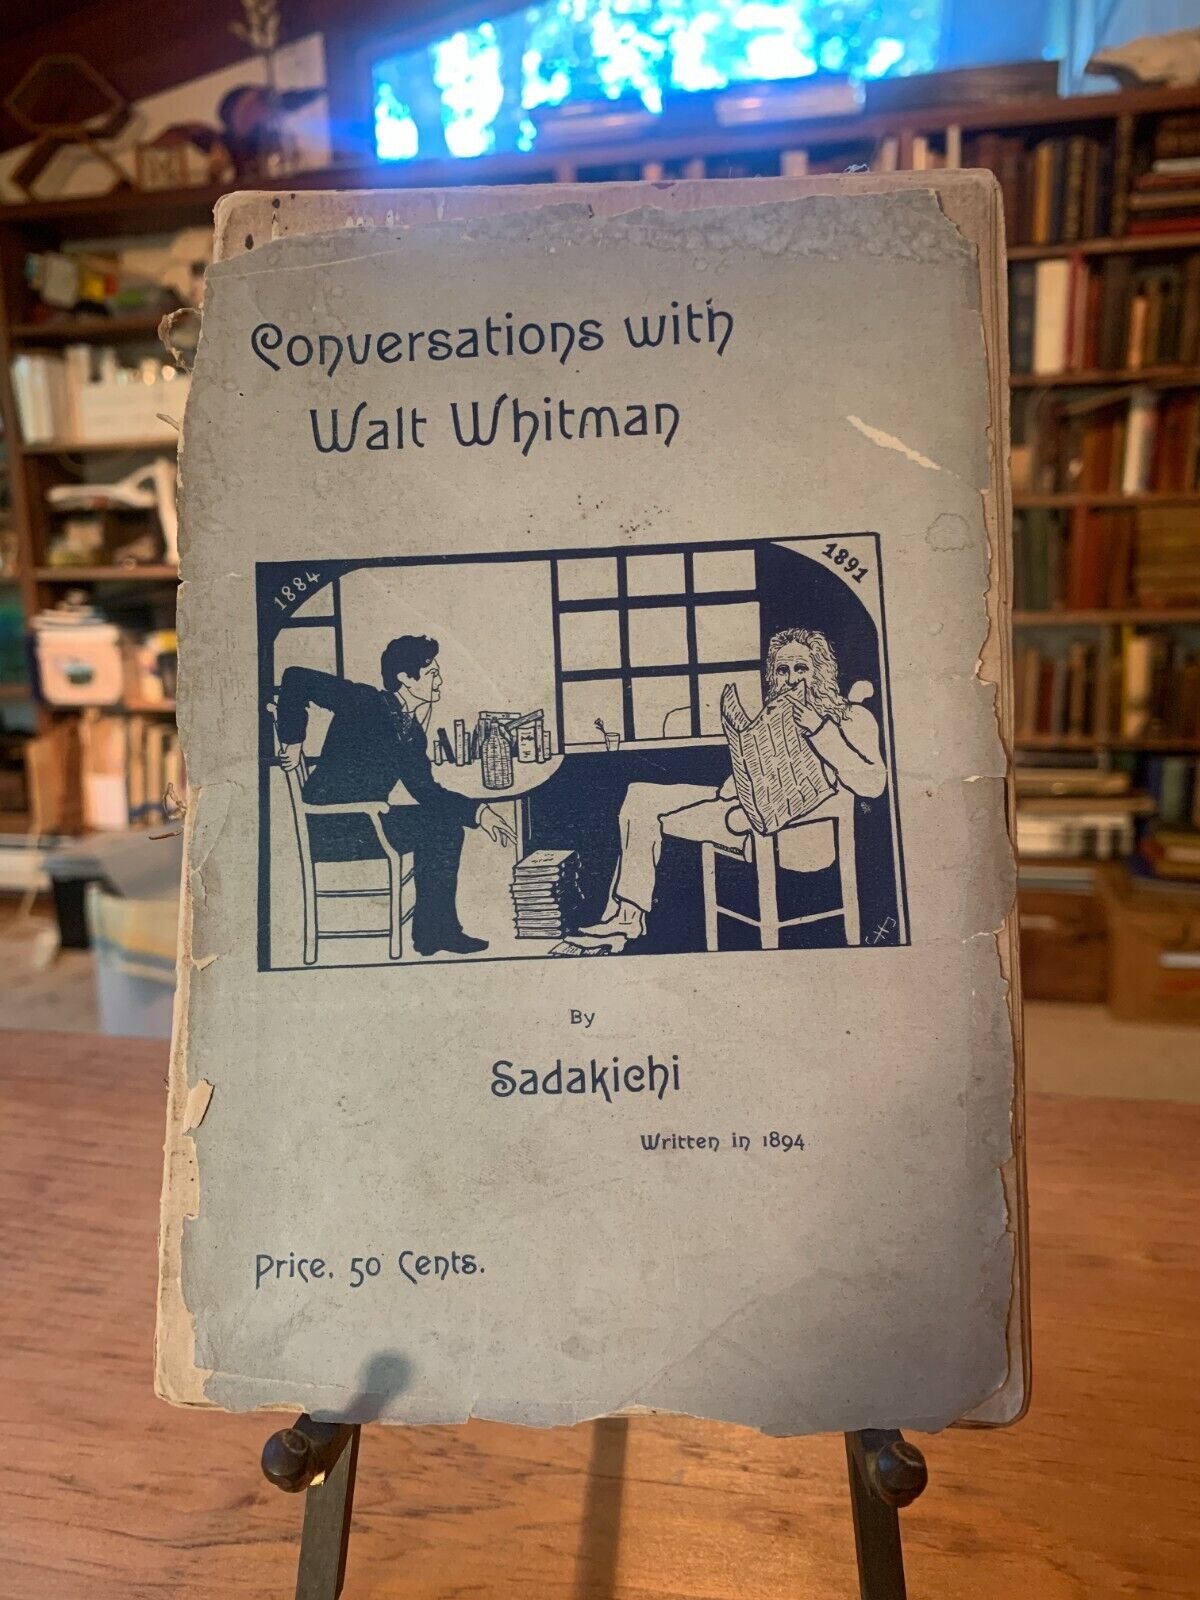 Conversations with
Walt Whitman
1884
1891
By
Sadakichi
Written in 1894
Price, 50 Cents.